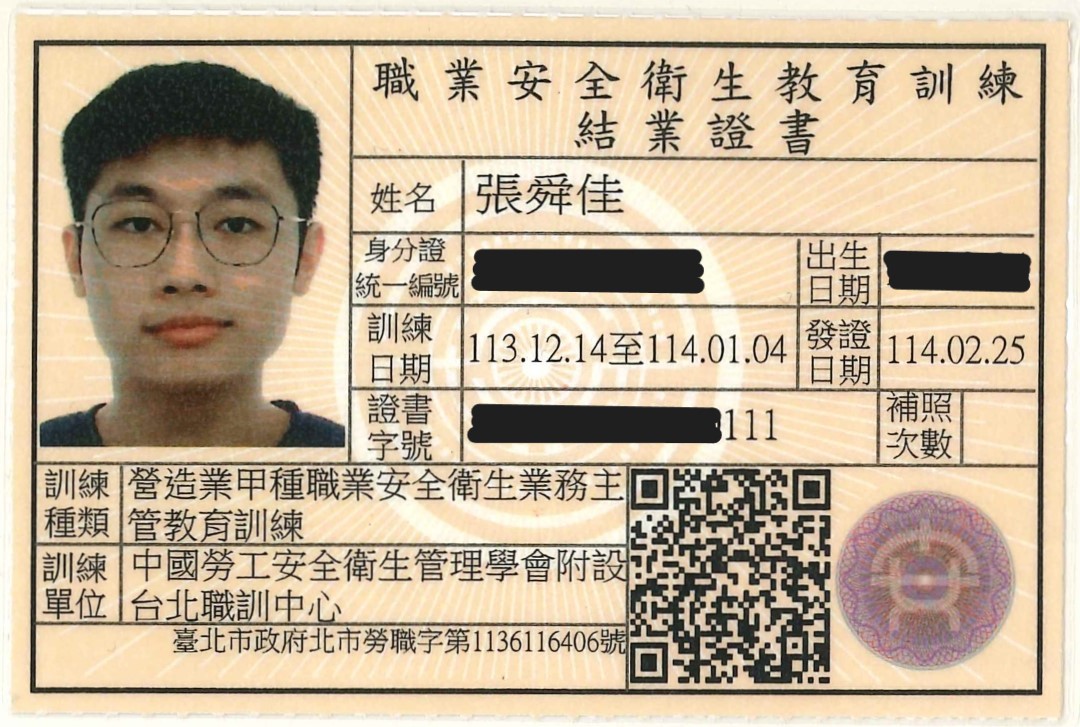 職業安全衛生教育訓練
結業證書
姓名 張舜佳
身分證
統一編號
出生
日期
訓練
日期
113.12.14至114.01.04
發證
日期
114.02.25
證書
字號
111
補照
次數
訓練
種類
營造業甲種職業安全衛生業務主
管教育訓練
訓練
單位
中國勞工安全衛生管理學會附設
台北職訓中心
臺北市政府北市勞職字第1136116406號